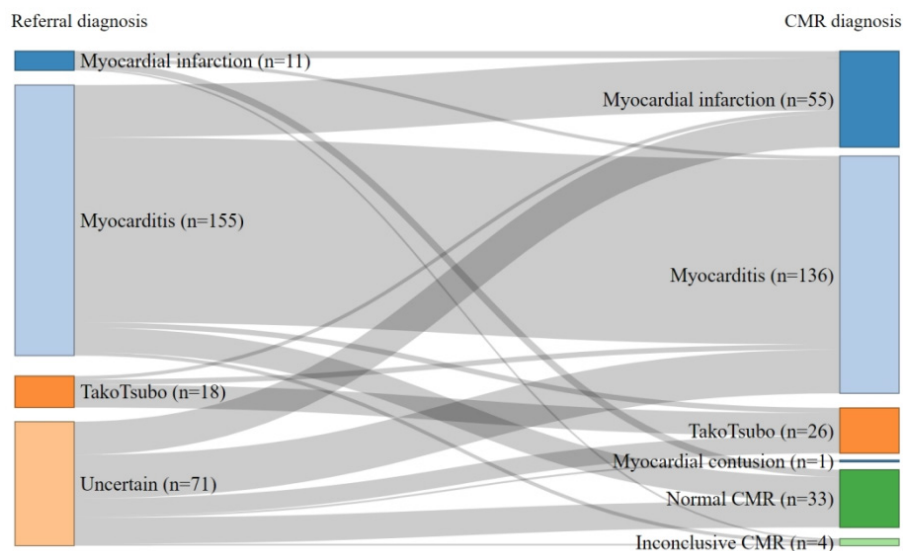 Referral diagnosis
CMR diagnosis
Myocardial infarction (n=11)
Myocardial infarction (n=55)
Myocarditis (n=155)
Myocarditis (n=136)
TakoTsubo (n=18)
TakoTsubo (n=26)
Myocardial contusion (n=1)
Uncertain (n=71)
Normal CMR (n=33)
Inconclusive CMR (n=4)